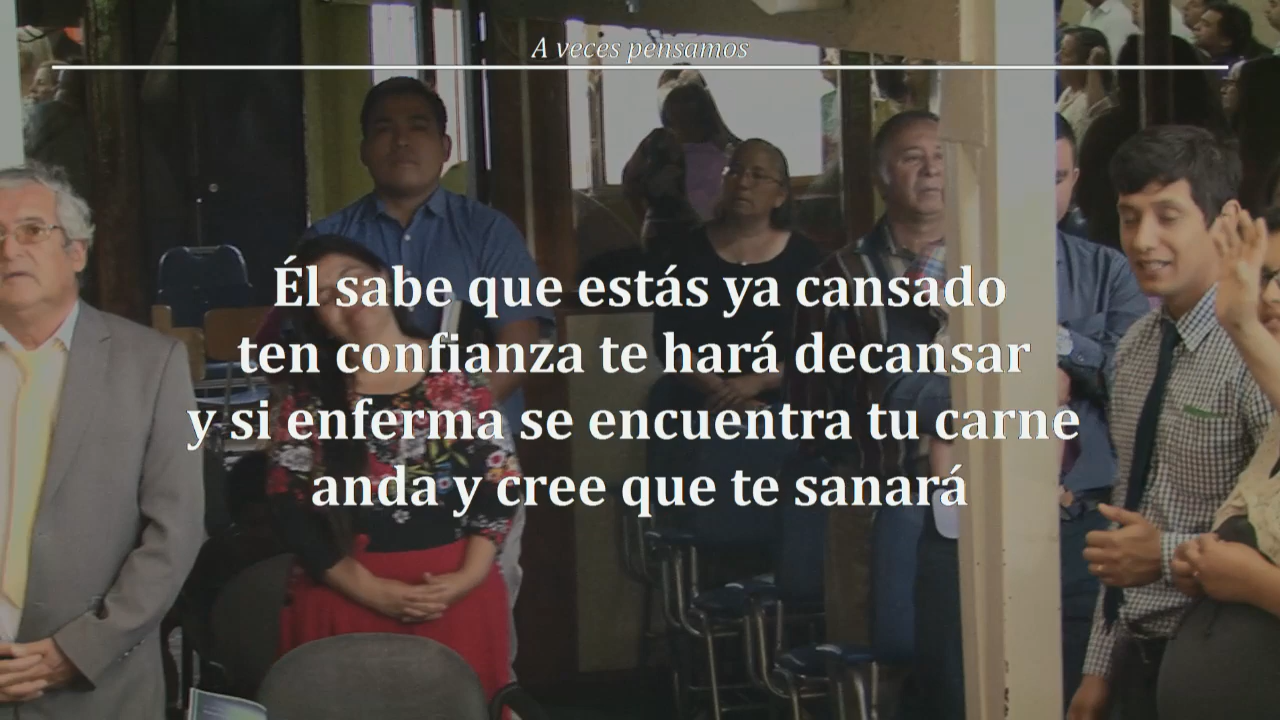 A veces pensamos
Él sabe que estás ya cansado
ten confianza te hará decansar
y si enferma se encuentra tu carne
anda y cree que te sanará